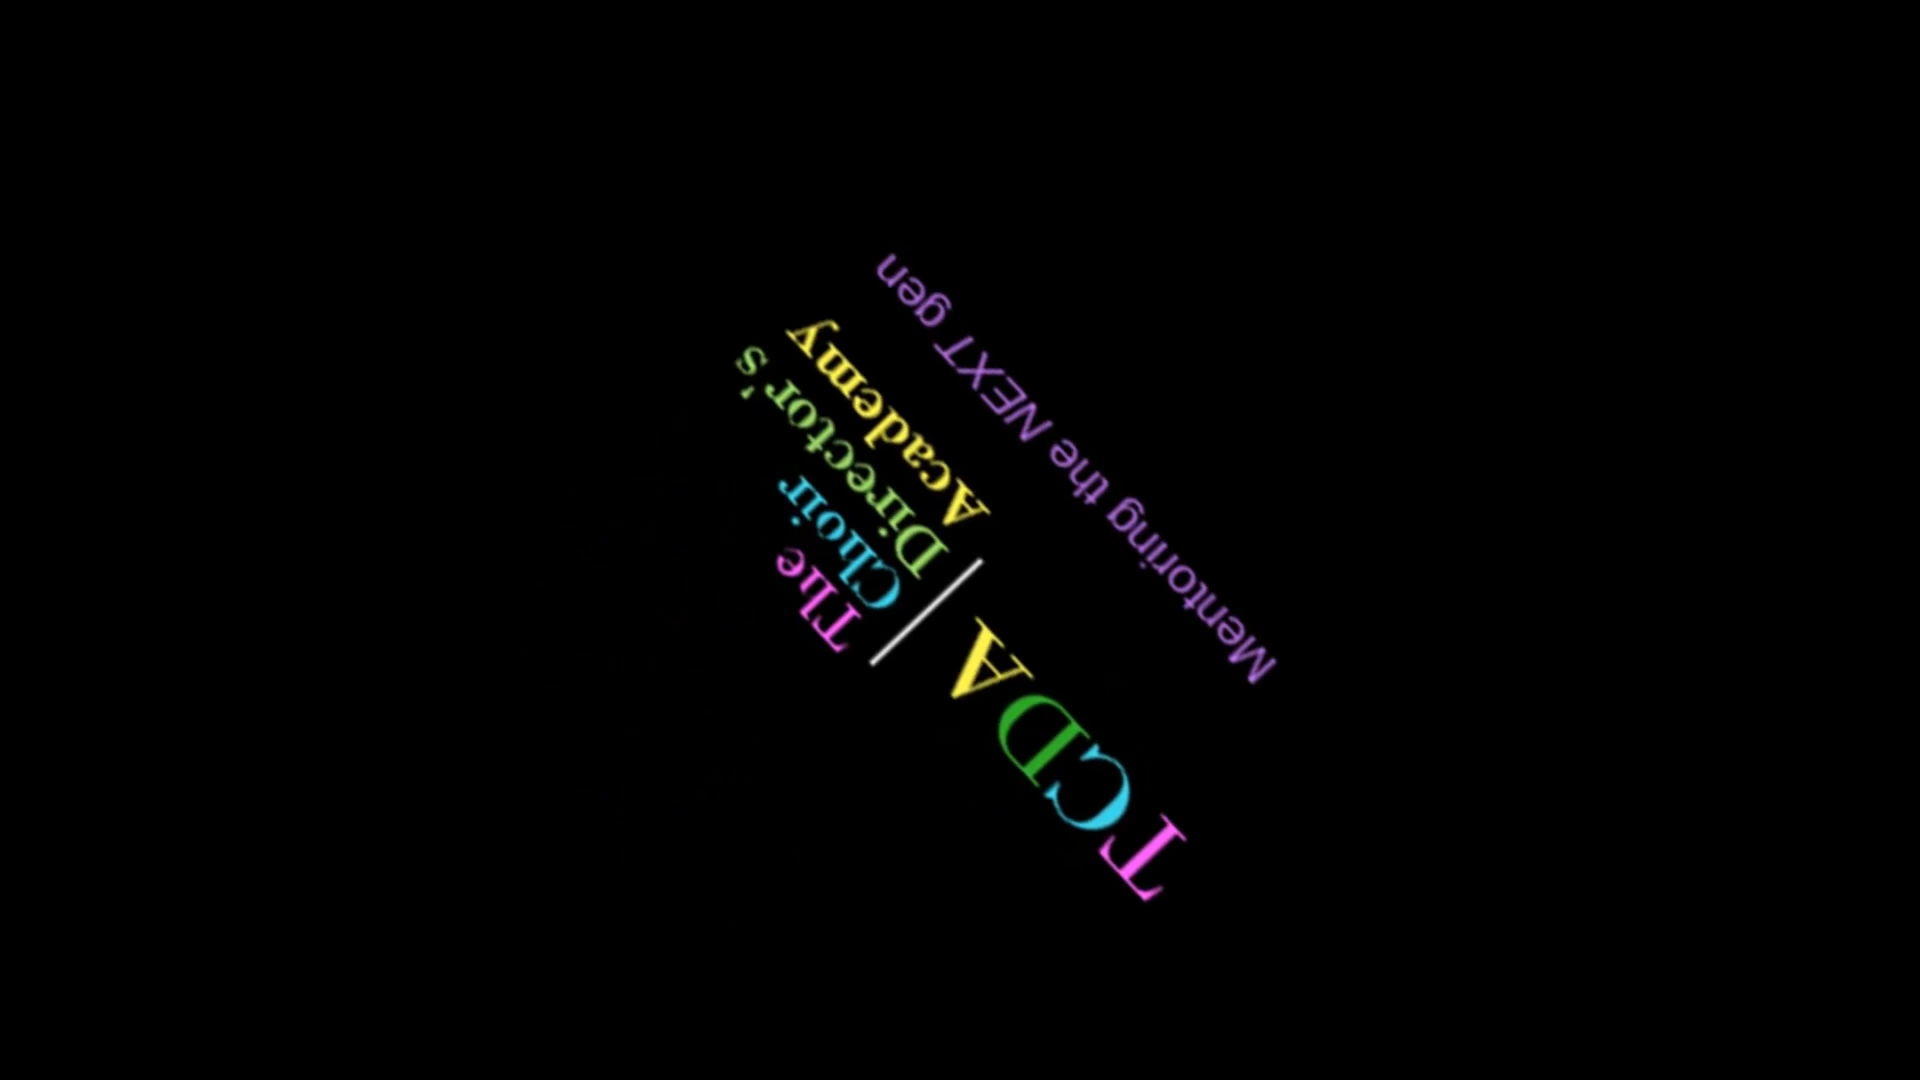 TCDA
The
Choir
Director's
Academy
Mentoring the NEXT gen